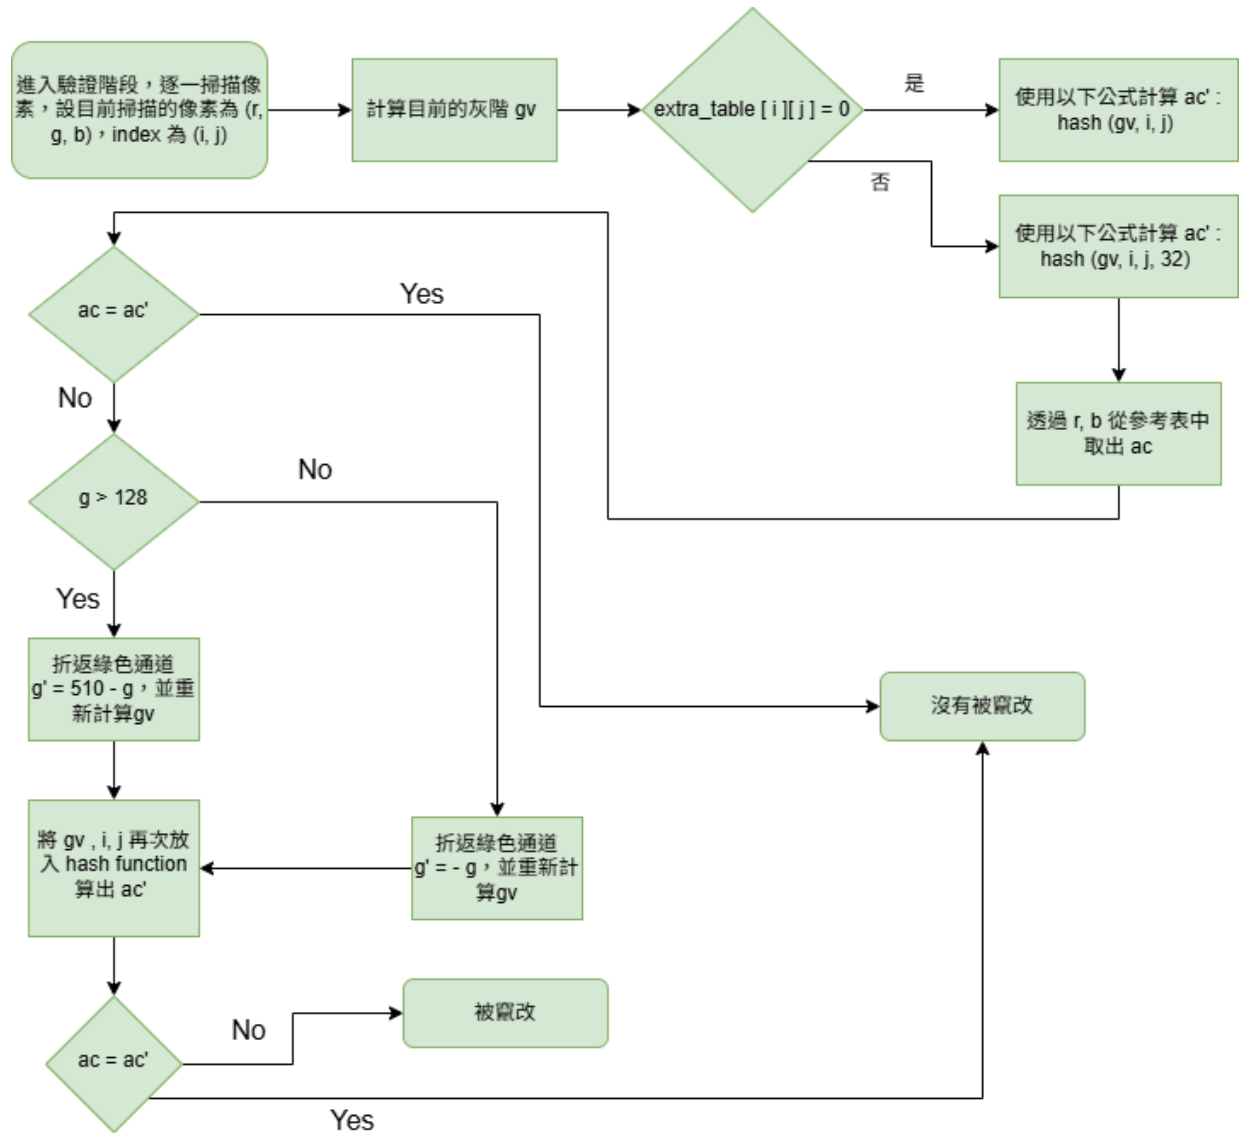 進入驗證階段，逐一掃描像
素，設目前掃描的像素為 (r,
g, b)，index 為 (i, j)
計算目前的灰階 gv
extra_table [ i ][ j ] = 0
是
使用以下公式計算 ac' :
hash (gv, i, j)
否
使用以下公式計算 ac' :
hash (gv, i, j, 32)
透過 r, b 從參考表中
取出 ac
ac = ac'
Yes
No
g > 128
No
Yes
折返綠色通道
g' = 510 - g，並重
新計算gv
將 gv , i, j 再次放
入 hash function
算出 ac'
折返綠色通道
g' = - g，並重新計
算gv
沒有被竄改
ac = ac'
No
被竄改
Yes